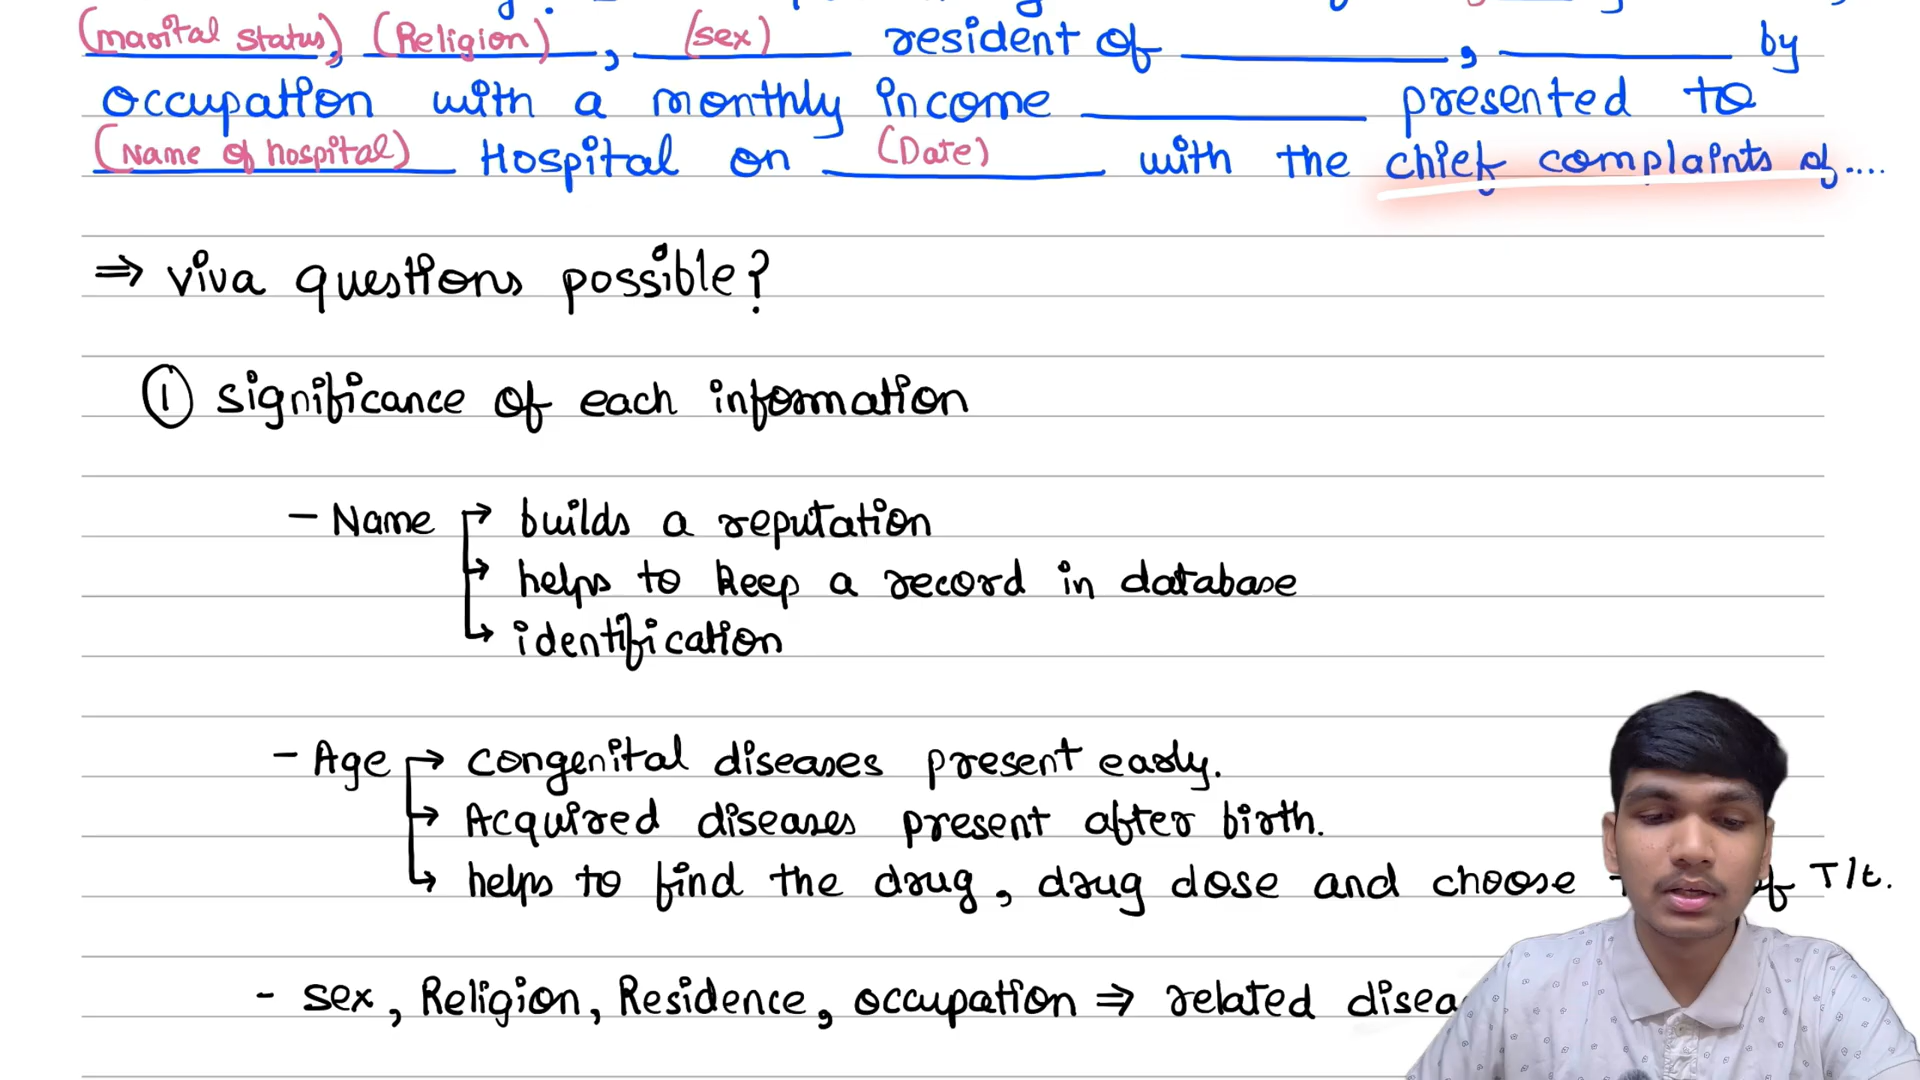 (marital status), (Religion), (sex) resident of , by
occupation with a monthly income presented to
(Name of hospital) Hospital on (Date) with the chief complaints of....
⇒ viva questions possible?
① significance of each information
- Name → builds a reputation
→ helps to keep a record in database
→ identification
- Age → congenital diseases present early.
→ Acquired diseases present after birth.
→ helps to find the drug, drug dose and choose of T/t.
- sex, Religion, Residence, occupation ⇒ related disea